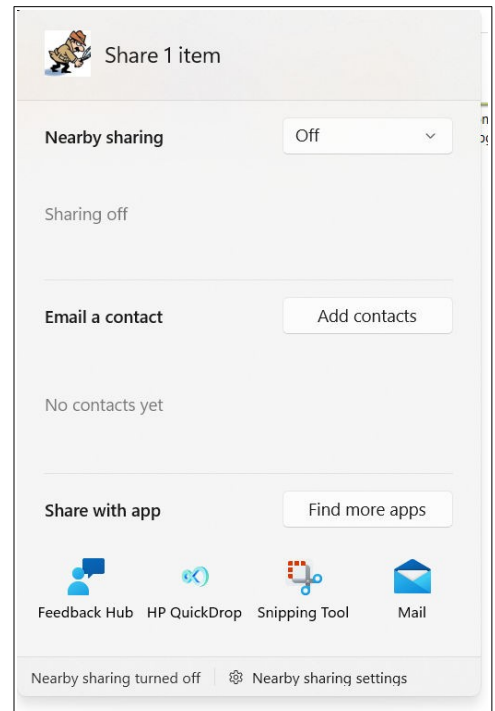 Share 1 item
Nearby sharing
Off
Sharing off
Email a contact
Add contacts
No contacts yet
Share with app
Find more apps
Feedback Hub
HP QuickDrop
Snipping Tool
Mail
Nearby sharing turned off
Nearby sharing settings